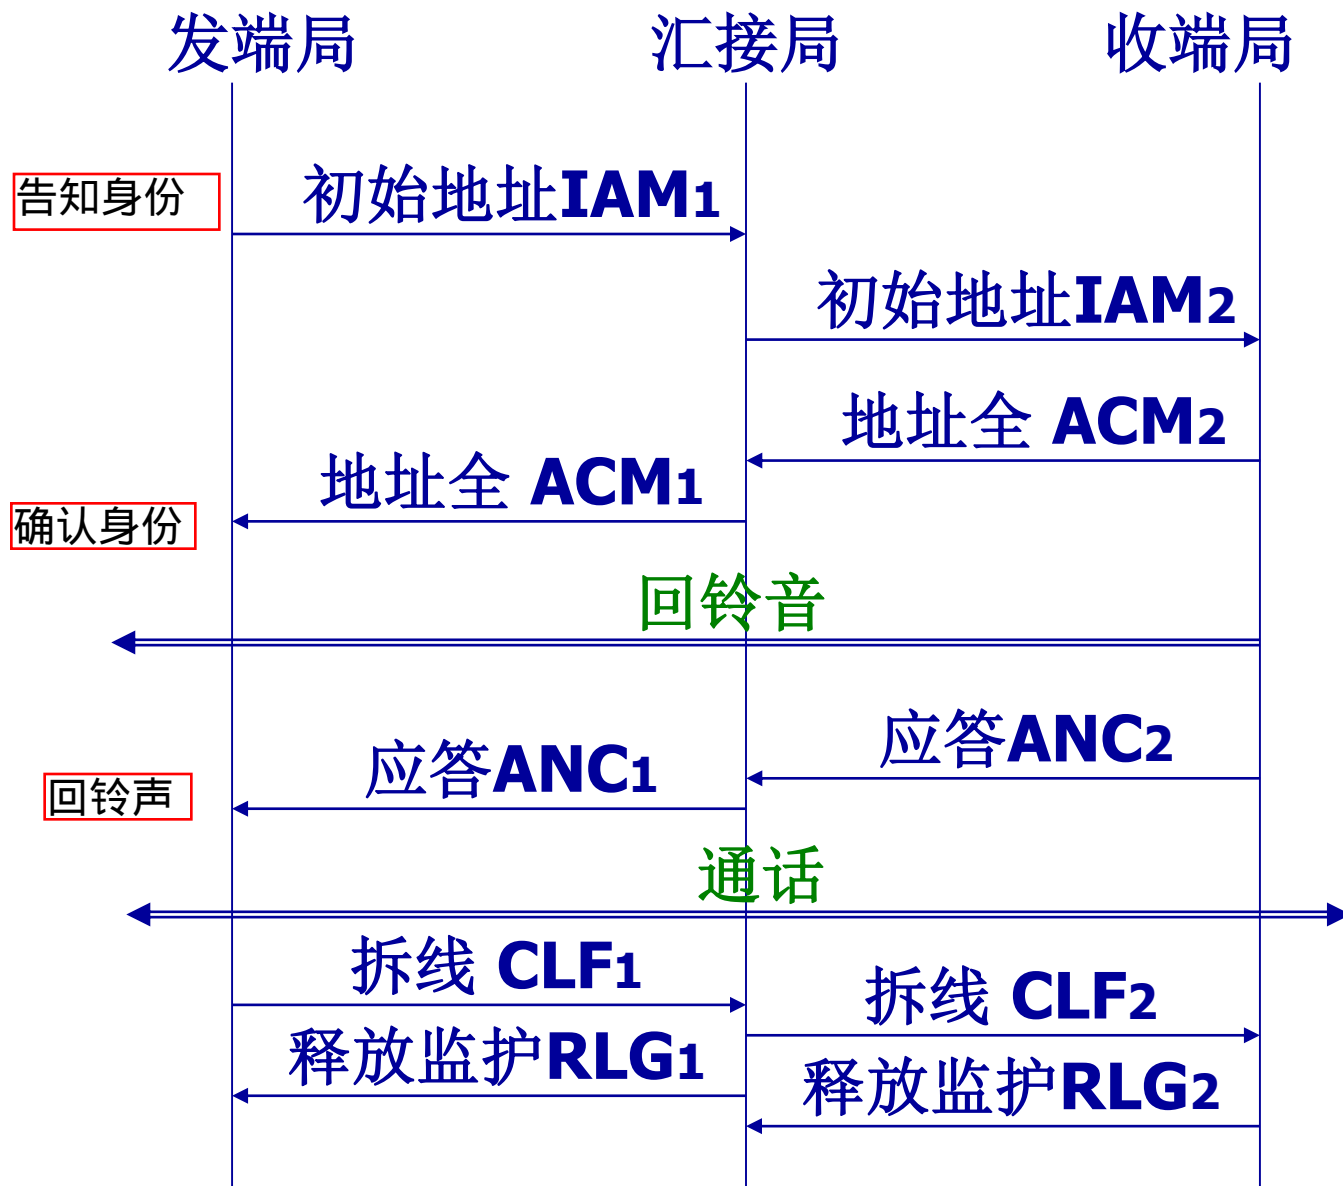 发端局 汇接局 收端局
告知身份
初始地址IAM1
初始地址IAM2
地址全 ACM2
地址全 ACM1
确认身份
回铃音
应答ANC2
应答ANC1
回铃声
通话
拆线 CLF1
拆线 CLF2
释放监护RLG1
释放监护RLG2